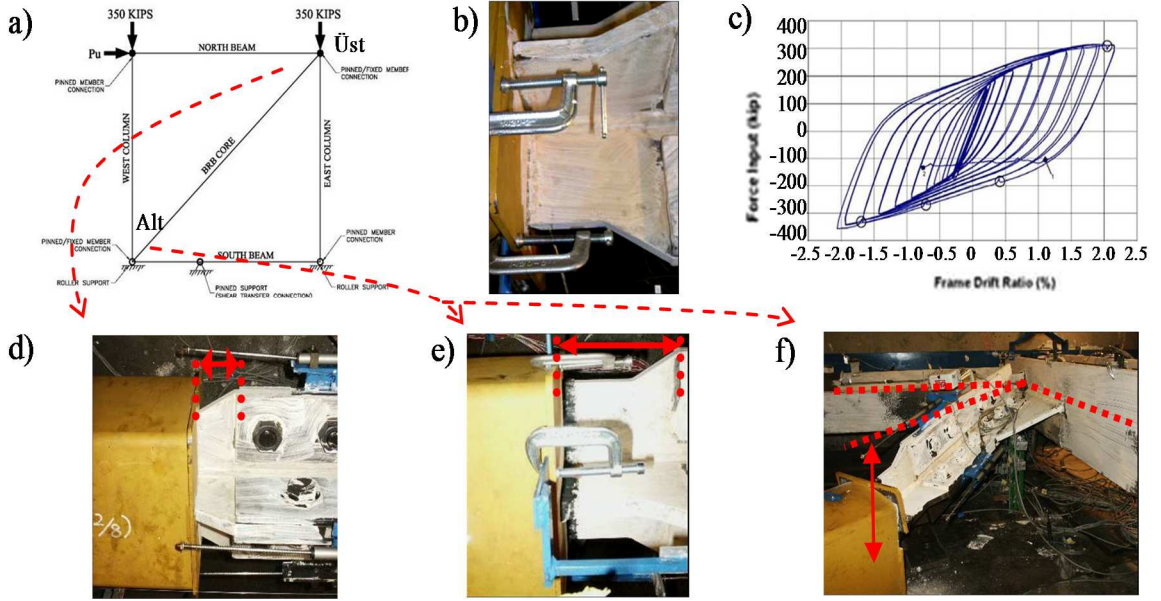 a)
350 KIPS
350 KIPS
Pu
NORTH BEAM
Üst
PINNED MEMBER
CONNECTION
PINNED/FIXED MEMBER
CONNECTION
WEST COLUMN
BRB CORE
EAST COLUMN
Alt
PINNED/FIXED MEMBER
CONNECTION
PINNED MEMBER
CONNECTION
SOUTH BEAM
ROLLER SUPPORT
PINNED SUPPORT
(SHEAR TRANSFER CONNECTION)
ROLLER SUPPORT
b)
c)
Force Input (kip)
400
300
200
100
0
-100
-200
-300
-400
-2.5 -2.0 -1.5 -1.0 -0.5 0 0.5 1.0 1.5 2.0 2.5
Frame Drift Ratio (%)
d)
2/8)
e)
f)